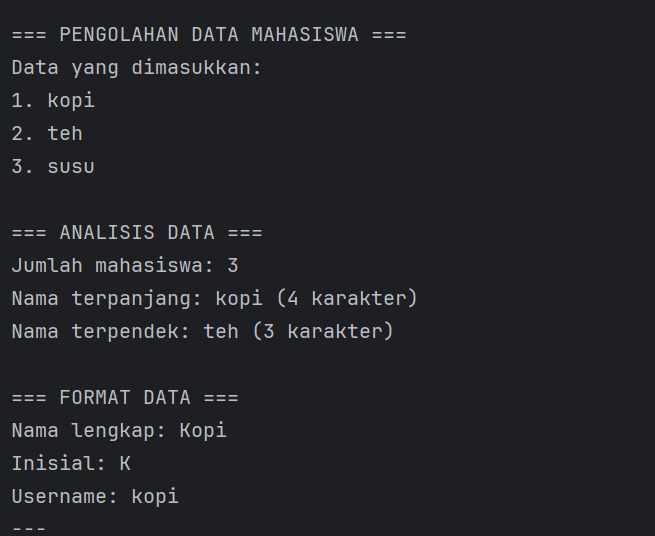 === PENGOLAHAN DATA MAHASISWA ===
Data yang dimasukkan:
1. kopi
2. teh
3. susu
=== ANALISIS DATA ===
Jumlah mahasiswa: 3
Nama terpanjang: kopi (4 karakter)
Nama terpendek: teh (3 karakter)
=== FORMAT DATA ===
Nama lengkap: Kopi
Inisial: K
Username: kopi
---